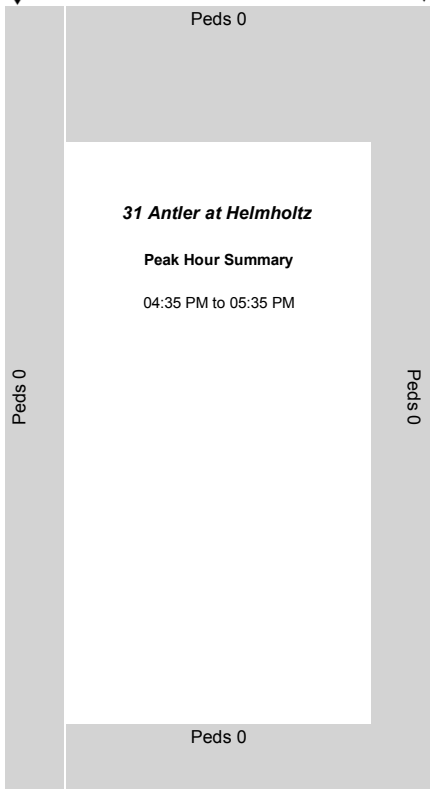 Peds 0
31 Antler at Helmholtz
Peak Hour Summary
04:35 PM to 05:35 PM
Peds 0
Peds 0
Peds 0